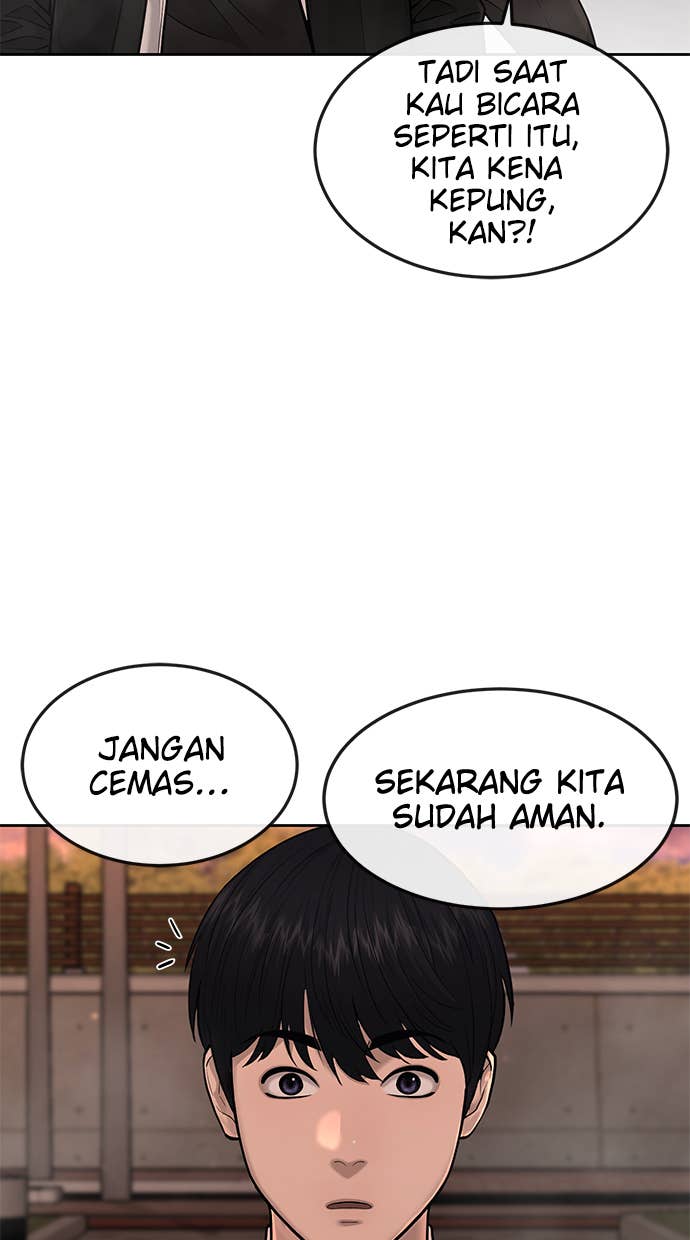 TADI SAAT
KAU BICARA
SEPERTI ITU,
KITA KENA
KEPUNG,
KAN?!
JANGAN
CEMAS...
SEKARANG KITA
SUDAH AMAN.